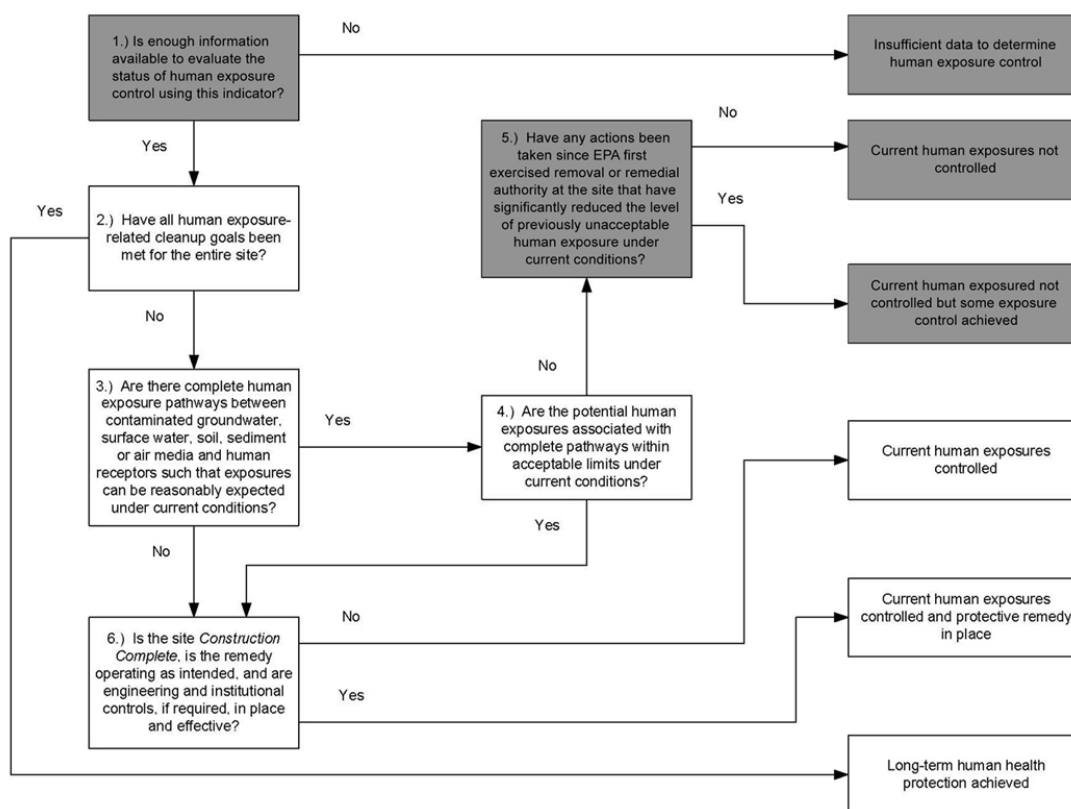 1.) Is enough information
available to evaluate the
status of human exposure
control using this indicator?
No
Insufficient data to determine
human exposure control
Yes
5.) Have any actions been
taken since EPA first
exercised removal or remedial
authority at the site that have
significantly reduced the level
of previously unacceptable
human exposure under
current conditions?
No
Current human exposures not
controlled
Yes
Yes
2.) Have all human exposure-
related cleanup goals been
met for the entire site?
Current human exposured not
controlled but some exposure
control achieved
No
No
3.) Are there complete human
exposure pathways between
contaminated groundwater,
surface water, soil, sediment
or air media and human
receptors such that exposures
can be reasonably expected
under current conditions?
Yes
4.) Are the potential human
exposures associated with
complete pathways within
acceptable limits under
current conditions?
Current human exposures
controlled
Yes
No
6.) Is the site Construction
Complete, is the remedy
operating as intended, and are
engineering and institutional
controls, if required, in place
and effective?
No
Current human exposures
controlled and protective remedy
in place
Yes
Long-term human health
protection achieved